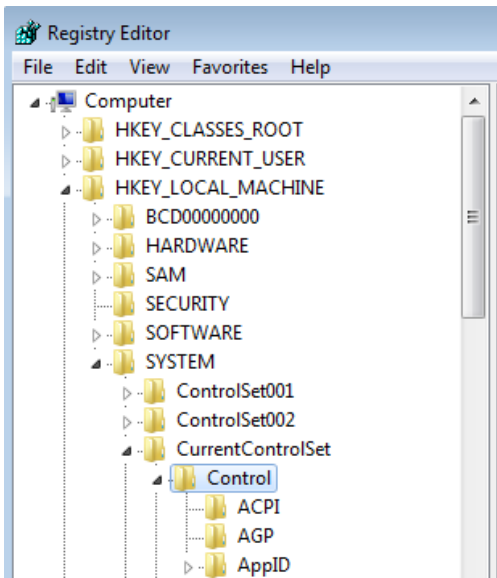 Registry Editor
File Edit View Favorites Help
Computer
HKEY_CLASSES_ROOT
HKEY_CURRENT_USER
HKEY_LOCAL_MACHINE
BCD00000000
HARDWARE
SAM
SECURITY
SOFTWARE
SYSTEM
ControlSet001
ControlSet002
CurrentControlSet
Control
ACPI
AGP
AppID